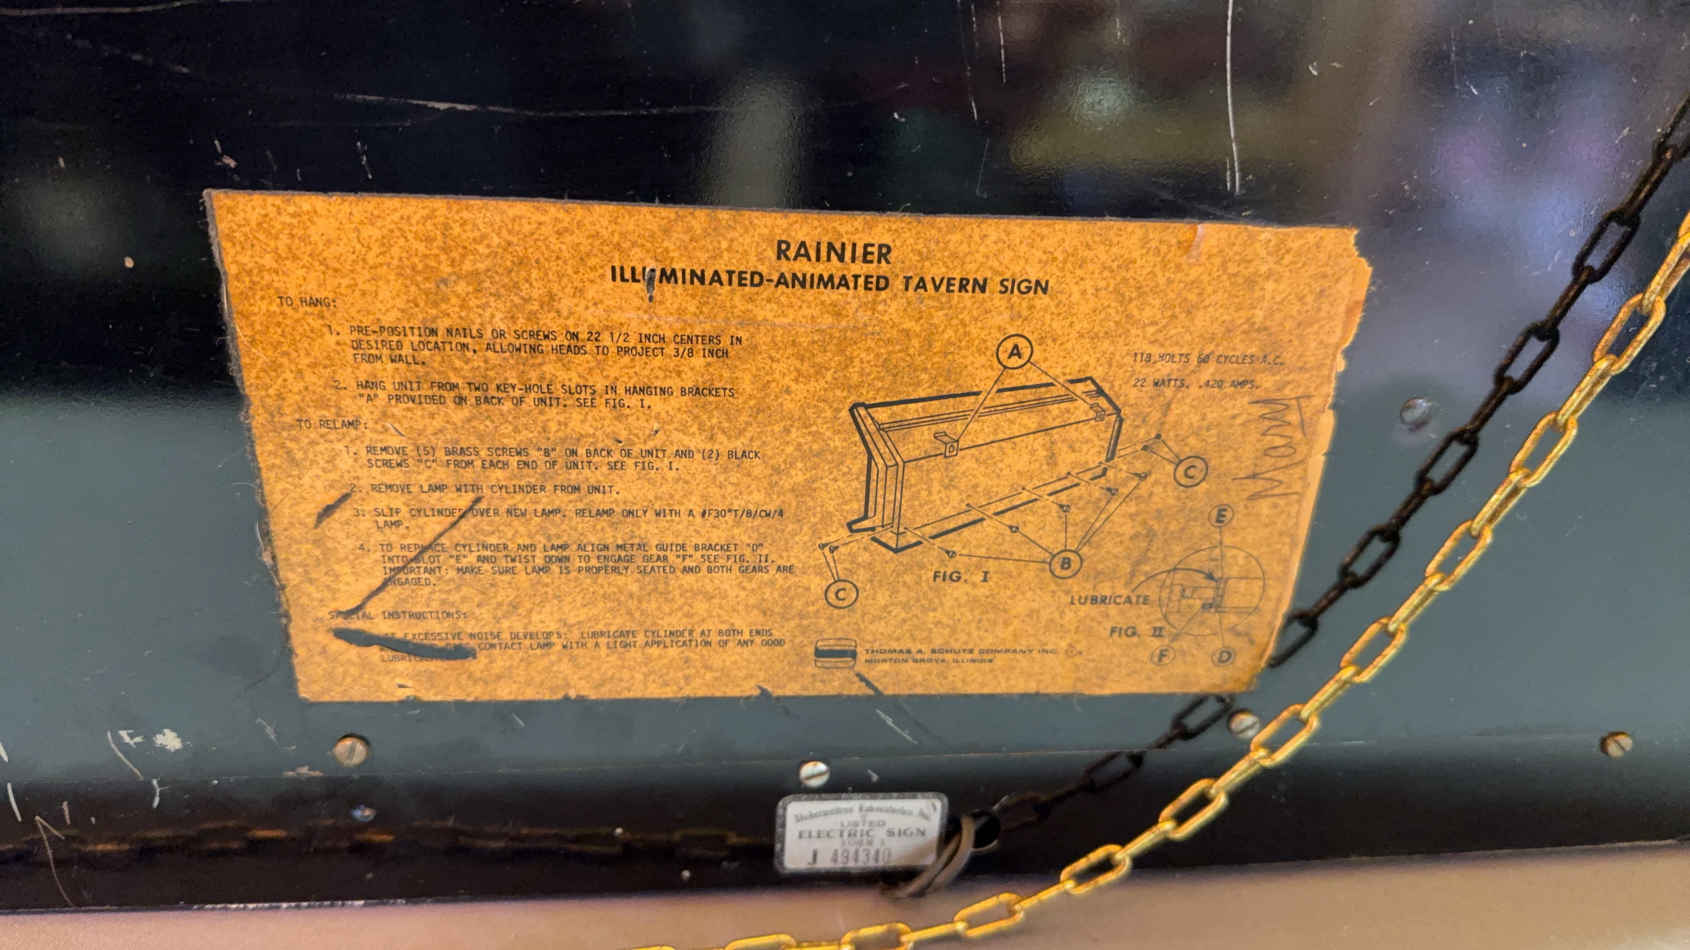 RAINIER
ILLUMINATED-ANIMATED TAVERN SIGN
TO HANG:
1. PRE-POSITION NAILS OR SCREWS ON 22 1/2 INCH CENTERS IN
DESIRED LOCATION, ALLOWING HEADS TO PROJECT 3/8 INCH
FROM WALL.
2. HANG UNIT FROM TWO KEY-HOLE SLOTS IN HANGING BRACKETS
"A" PROVIDED ON BACK OF UNIT. SEE FIG. I.
TO RELAMP:
1. REMOVE (5) BRASS SCREWS "B" ON BACK OF UNIT AND (2) BLACK
SCREWS "C" FROM EACH END OF UNIT. SEE FIG. I.
2. REMOVE LAMP WITH CYLINDER FROM UNIT.
3. SLIP CYLINDER OVER NEW LAMP. RELAMP ONLY WITH A #F30"T/8/CW/4
LAMP.
4. TO REPLACE CYLINDER AND LAMP ALIGN METAL GUIDE BRACKET "D"
INTO SLOT "E" AND TWIST DOWN TO ENGAGE GEAR "F" SEE FIG. II.
IMPORTANT: MAKE SURE LAMP IS PROPERLY SEATED AND BOTH GEARS ARE
ENGAGED.
SPECIAL INSTRUCTIONS:
EXCESSIVE NOISE DEVELOPS: LUBRICATE CYLINDER AT BOTH ENDS
CONTACT LAMP WITH A LIGHT APPLICATION OF ANY GOOD
118 VOLTS 60 CYCLES A.C.
22 WATTS. .420 AMPS.
A
C
B
C
FIG. I
E
LUBRICATE
FIG. II
F
D
THOMAS A. SCHUTZ COMPANY INC.
MORTON GROVE, ILLINOIS
Underwriters Laboratories, Inc.
LISTED
ELECTRIC SIGN
J 494340